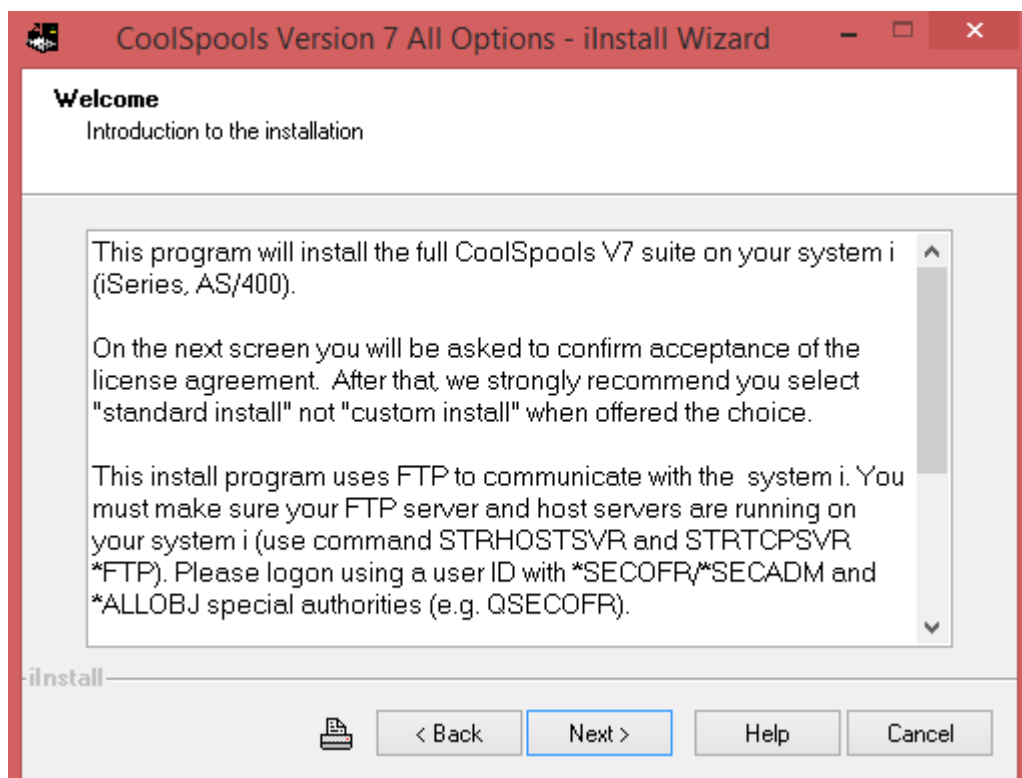 CoolSpools Version 7 All Options - iInstall Wizard
Welcome
Introduction to the installation
This program will install the full CoolSpools V7 suite on your system i
(iSeries, AS/400).
On the next screen you will be asked to confirm acceptance of the
license agreement.  After that, we strongly recommend you select
"standard install" not "custom install" when offered the choice.
This install program uses FTP to communicate with the  system i. You
must make sure your FTP server and host servers are running on
your system i (use command STRHOSTSVR and STRTCPSVR
*FTP). Please logon using a user ID with *SECOFR/*SECADM and
*ALLOBJ special authorities (e.g. QSECOFR).
iInstall
< Back
Next >
Help
Cancel